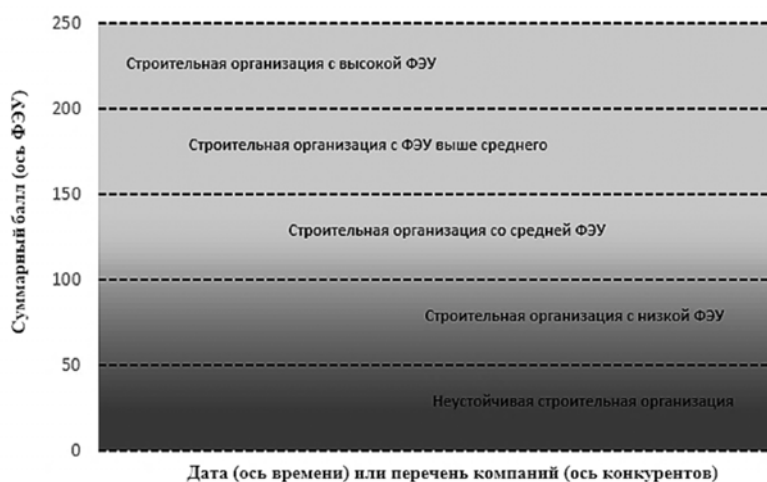 250
Строительная организация с высокой ФЭУ
200
Строительная организация с ФЭУ выше среднего
150
Строительная организация со средней ФЭУ
100
Строительная организация с низкой ФЭУ
50
Неустойчивая строительная организация
0
Суммарный балл (ось ФЭУ)
Дата (ось времени) или перечень компаний (ось конкурентов)